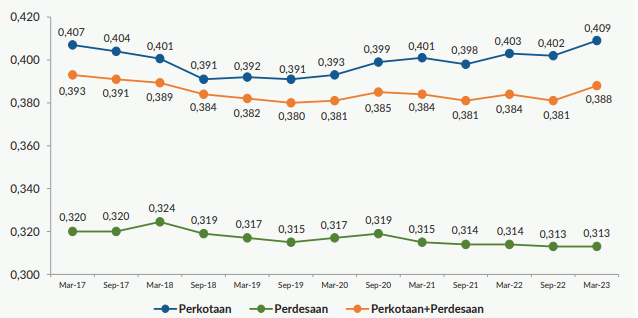 0,420
0,400
0,380
0,360
0,340
0,320
0,300
0,407 0,404 0,401 0,391 0,392 0,391 0,393 0,399 0,401 0,398 0,403 0,402 0,409
0,393 0,391 0,389 0,384 0,382 0,380 0,381 0,385 0,384 0,381 0,384 0,381 0,388
0,320 0,320 0,324 0,319 0,317 0,315 0,317 0,319 0,315 0,314 0,314 0,313 0,313
Mar-17 Sep-17 Mar-18 Sep-18 Mar-19 Sep-19 Mar-20 Sep-20 Mar-21 Sep-21 Mar-22 Sep-22 Mar-23
Perkotaan Perdesaan Perkotaan+Perdesaan